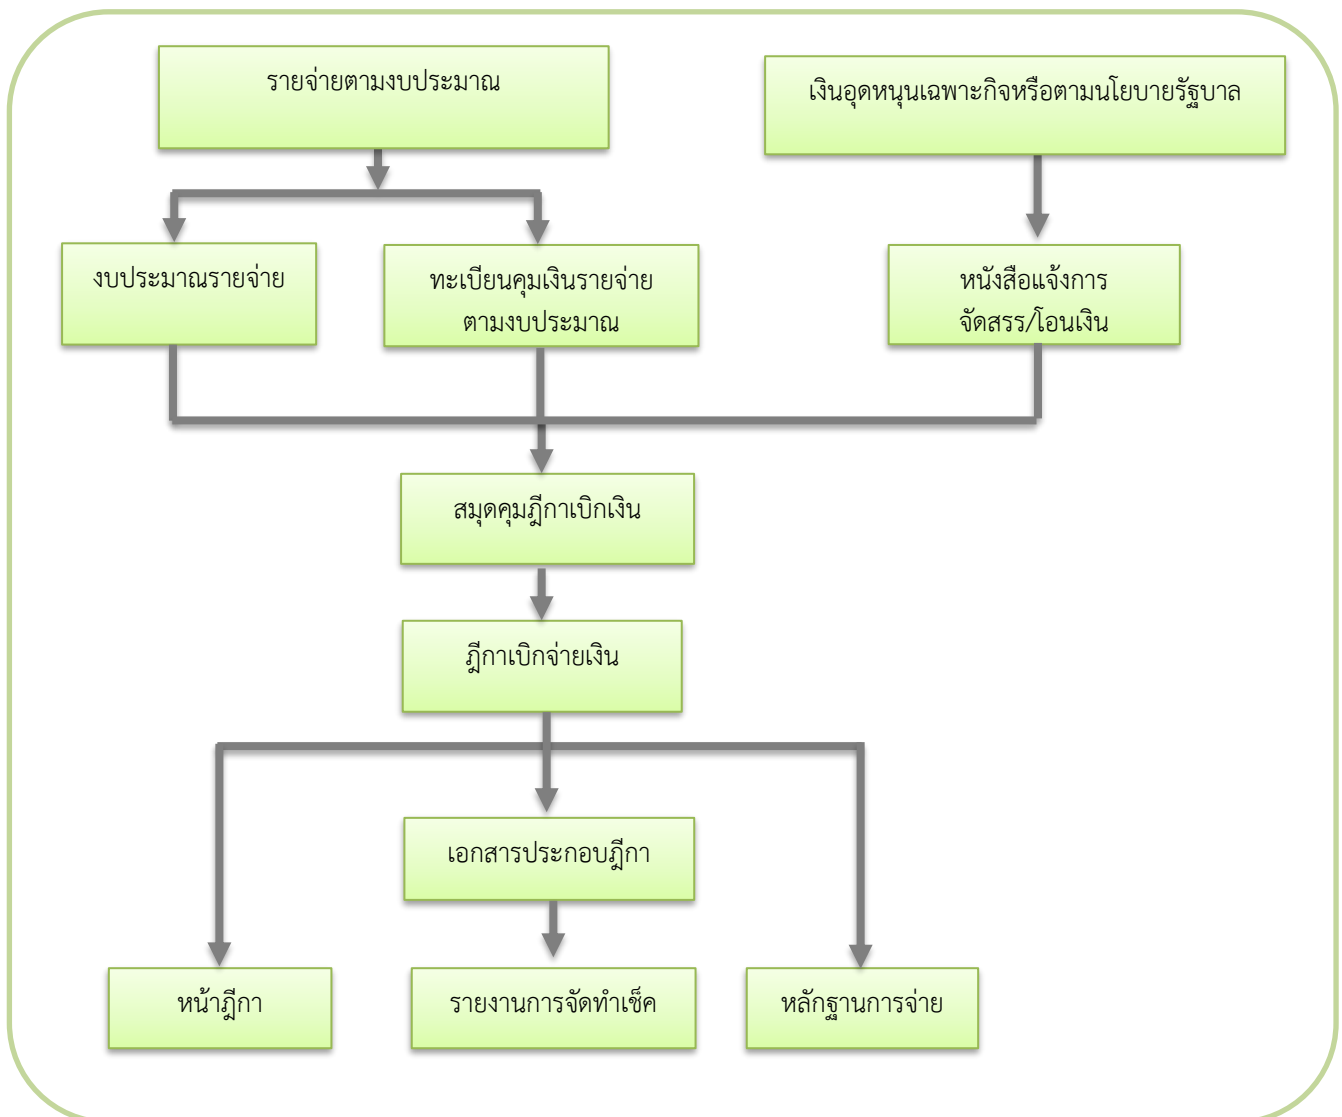 รายจ่ายตามงบประมาณ
เงินอุดหนุนเฉพาะกิจหรือตามนโยบายรัฐบาล
งบประมาณรายจ่าย
ทะเบียนคุมเงินรายจ่าย
ตามงบประมาณ
หนังสือแจ้งการ
จัดสรร/โอนเงิน
สมุดคุมฎีกาเบิกเงิน
ฎีกาเบิกจ่ายเงิน
เอกสารประกอบฎีกา
หน้าฎีกา
รายงานการจัดทำเช็ค
หลักฐานการจ่าย